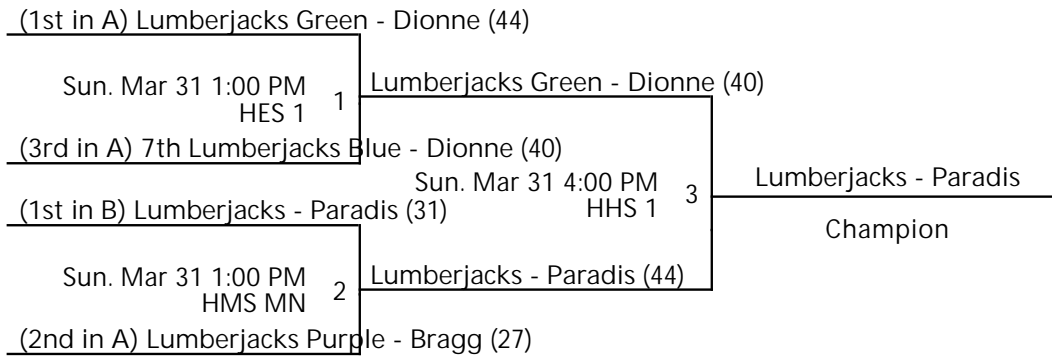 (1st in A) Lumberjacks Green - Dionne (44)
Sun. Mar 31 1:00 PM
HES 1
1
Lumberjacks Green - Dionne (40)
(3rd in A) 7th Lumberjacks Blue - Dionne (40)
Sun. Mar 31 4:00 PM
HHS 1
3
Lumberjacks - Paradis
Champion
(1st in B) Lumberjacks - Paradis (31)
Sun. Mar 31 1:00 PM
HMS MN
2
Lumberjacks - Paradis (44)
(2nd in A) Lumberjacks Purple - Bragg (27)